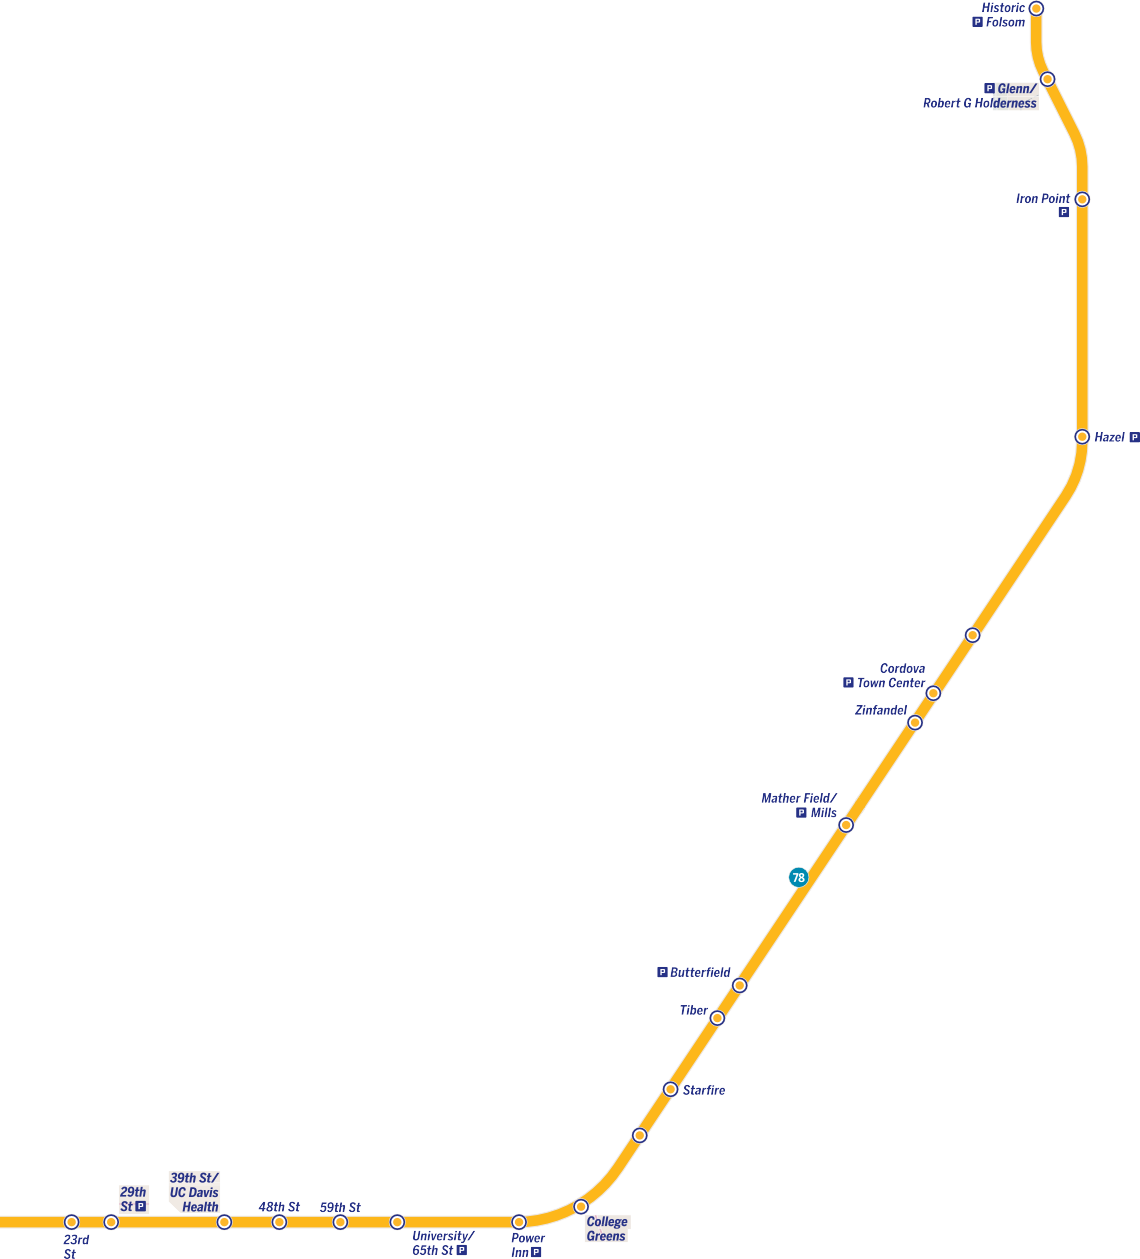 Historic
P Folsom
P Glenn/
Robert G Holderness
Iron Point
P
Hazel P
Cordova
P Town Center
Zinfandel
Mather Field/
P Mills
78
P Butterfield
Tiber
Starfire
39th St/
UC Davis
Health
29th
St P
48th St
59th St
College
Greens
University/
65th St P
Power
Inn P
23rd
St